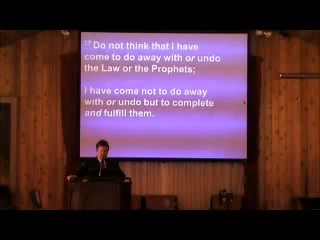 17 Do not think that I have
come to do away with or undo
the Law or the Prophets;
I have come not to do away
with or undo but to complete
and fulfill them.